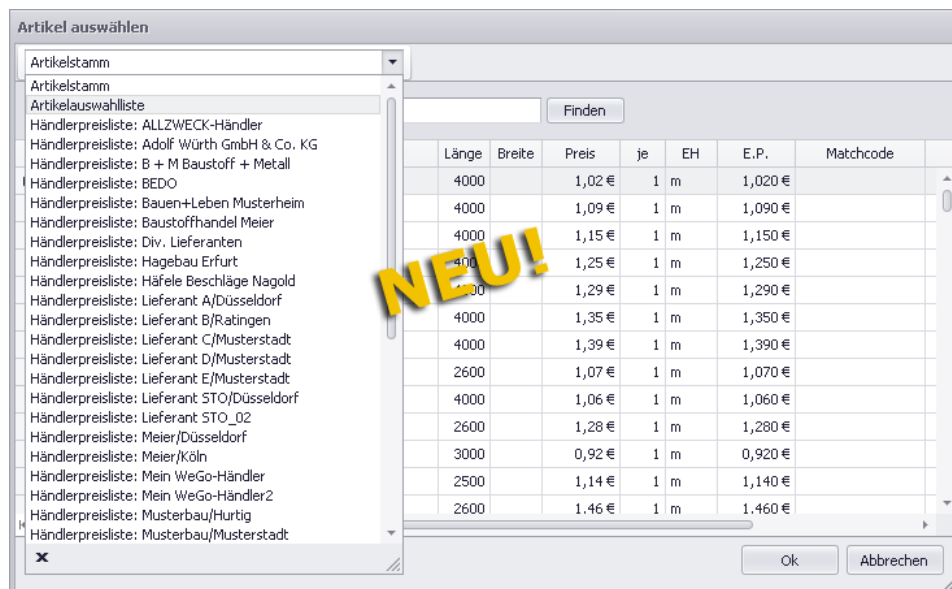 Artikel auswählen
Artikelstamm
Artikelstamm
Artikelauswahlliste
Händlerpreisliste: ALLZWECK-Händler
Händlerpreisliste: Adolf Würth GmbH & Co. KG
Händlerpreisliste: B + M Baustoff + Metall
Händlerpreisliste: BEDO
Händlerpreisliste: Bauen+Leben Musterheim
Händlerpreisliste: Baustoffhandel Meier
Händlerpreisliste: Div. Lieferanten
Händlerpreisliste: Hagebau Erfurt
Händlerpreisliste: Häfele Beschläge Nagold
Händlerpreisliste: Lieferant A/Düsseldorf
Händlerpreisliste: Lieferant B/Ratingen
Händlerpreisliste: Lieferant C/Musterstadt
Händlerpreisliste: Lieferant D/Musterstadt
Händlerpreisliste: Lieferant E/Musterstadt
Händlerpreisliste: Lieferant STO/Düsseldorf
Händlerpreisliste: Lieferant STO_02
Händlerpreisliste: Meier/Düsseldorf
Händlerpreisliste: Meier/Köln
Händlerpreisliste: Mein WeGo-Händler
Händlerpreisliste: Mein WeGo-Händler2
Händlerpreisliste: Musterbau/Hurtig
Händlerpreisliste: Musterbau/Musterstadt
Finden
Länge Breite Preis je EH E.P. Matchcode
4000 1,02 € 1 m 1,020 €
4000 1,09 € 1 m 1,090 €
4000 1,15 € 1 m 1,150 €
4000 1,25 € 1 m 1,250 €
1,29 € 1 m 1,290 €
4000 1,35 € 1 m 1,350 €
4000 1,39 € 1 m 1,390 €
2600 1,07 € 1 m 1,070 €
4000 1,06 € 1 m 1,060 €
2600 1,28 € 1 m 1,280 €
3000 0,92 € 1 m 0,920 €
2500 1,14 € 1 m 1,140 €
2600 1,46 € 1 m 1,460 €
NEU!
Ok Abbrechen